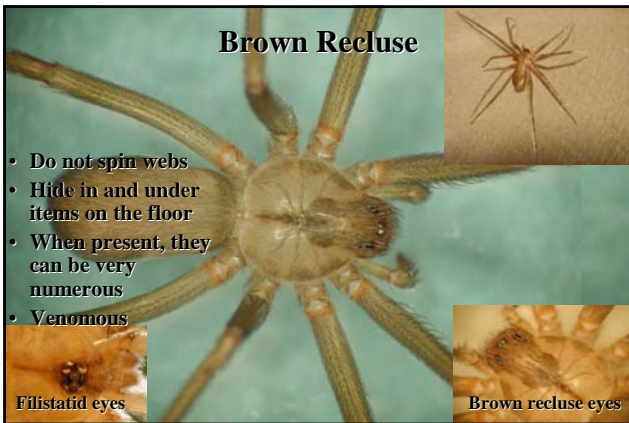 Brown Recluse
• Do not spin webs
• Hide in and under
items on the floor
• When present, they
can be very
numerous
• Venomous
Filistatid eyes
Brown recluse eyes